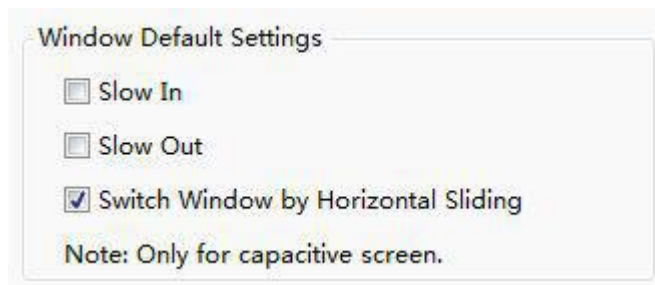 Window Default Settings
Slow In
Slow Out
Switch Window by Horizontal Sliding
Note: Only for capacitive screen.